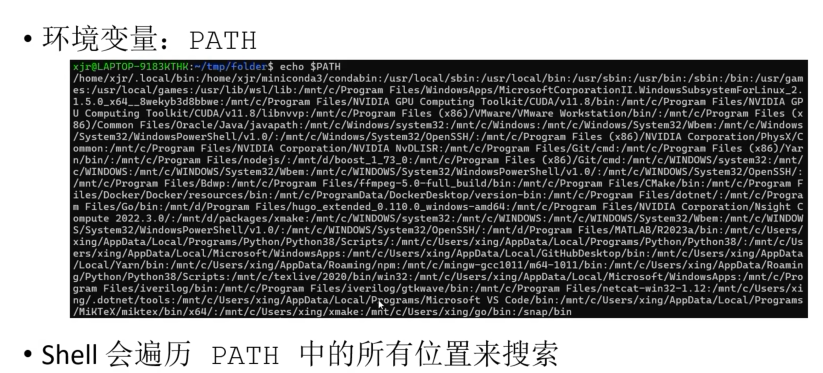 • 环境变量：PATH
xjr@LAPTOP-9183KTHK:~/tmp/folder$ echo $PATH
/home/xjr/.local/bin:/home/xjr/miniconda3/condabin:/usr/local/sbin:/usr/local/bin:/usr/sbin:/usr/bin:/sbin:/bin:/usr/gam
es:/usr/local/games:/usr/lib/wsl/lib:/mnt/c/Program Files/WindowsApps/MicrosoftCorporationII.WindowsSubsystemForLinux_2.
1.5.0_x64__8wekyb3d8bbwe:/mnt/c/Program Files/NVIDIA GPU Computing Toolkit/CUDA/v11.8/bin:/mnt/c/Program Files/NVIDIA GP
U Computing Toolkit/CUDA/v11.8/libnvvp:/mnt/c/Program Files (x86)/VMware/VMware Workstation/bin/:/mnt/c/Program Files (x
86)/Common Files/Oracle/Java/javapath:/mnt/c/Windows/system32:/mnt/c/Windows:/mnt/c/Windows/System32/Wbem:/mnt/c/Windows
/System32/WindowsPowerShell/v1.0/:/mnt/c/Windows/System32/OpenSSH/:/mnt/c/Program Files (x86)/NVIDIA Corporation/PhysX/C
ommon:/mnt/c/Program Files/NVIDIA Corporation/NVIDIA NvDLISR:/mnt/c/Program Files/Git/cmd:/mnt/c/Program Files (x86)/Yar
n/bin/:/mnt/c/Program Files/nodejs/:/mnt/d/boost_1_73_0:/mnt/c/Program Files (x86)/Git/cmd:/mnt/c/WINDOWS/system32:/mnt/
c/WINDOWS:/mnt/c/WINDOWS/System32/Wbem:/mnt/c/WINDOWS/System32/WindowsPowerShell/v1.0/:/mnt/c/WINDOWS/System32/OpenSSH/:
/mnt/c/Program Files/Bdwp:/mnt/c/Program Files/ffmpeg-5.0-full_build/bin:/mnt/c/Program Files/CMake/bin:/mnt/c/Program F
iles/Docker/Docker/resources/bin:/mnt/c/ProgramData/DockerDesktop/version-bin:/mnt/c/Program Files/dotnet/:/mnt/c/Progra
m Files/Go/bin:/mnt/d/Program Files/hugo_extended_0.110.0_windows-amd64:/mnt/c/Program Files/NVIDIA Corporation/Nsight C
ompute 2022.3.0/:/mnt/d/packages/xmake:/mnt/c/WINDOWS/system32:/mnt/c/WINDOWS:/mnt/c/WINDOWS/System32/Wbem:/mnt/c/WINDOW
S/System32/WindowsPowerShell/v1.0/:/mnt/c/WINDOWS/System32/OpenSSH/:/mnt/d/Program Files/MATLAB/R2023a/bin:/mnt/c/Users/
xing/AppData/Local/Programs/Python/Python38/Scripts/:/mnt/c/Users/xing/AppData/Local/Programs/Python/Python38/:/mnt/c/Us
ers/xing/AppData/Local/Microsoft/WindowsApps:/mnt/c/Users/xing/AppData/Local/GitHubDesktop/bin:/mnt/c/Users/xing/AppData
/Local/Yarn/bin:/mnt/c/Users/xing/AppData/Roaming/npm:/mnt/c/mingw-gcc1011/m64-1011/bin:/mnt/c/Users/xing/AppData/Roamin
g/Python/Python38/Scripts:/mnt/c/texlive/2020/bin/win32:/mnt/c/Users/xing/AppData/Local/Microsoft/WindowsApps:/mnt/c/Pro
gram Files/iverilog/bin:/mnt/c/Program Files/iverilog/gtkwave/bin:/mnt/c/Program Files/netcat-win32-1.12:/mnt/c/Users/xi
ng/.dotnet/tools:/mnt/c/Users/xing/AppData/Local/Programs/Microsoft VS Code/bin:/mnt/c/Users/xing/AppData/Local/Programs
/MiKTeX/miktex/bin/x64/:/mnt/c/Users/xing/xmake:/mnt/c/Users/xing/go/bin:/snap/bin
• Shell 会遍历 PATH 中的所有位置来搜索